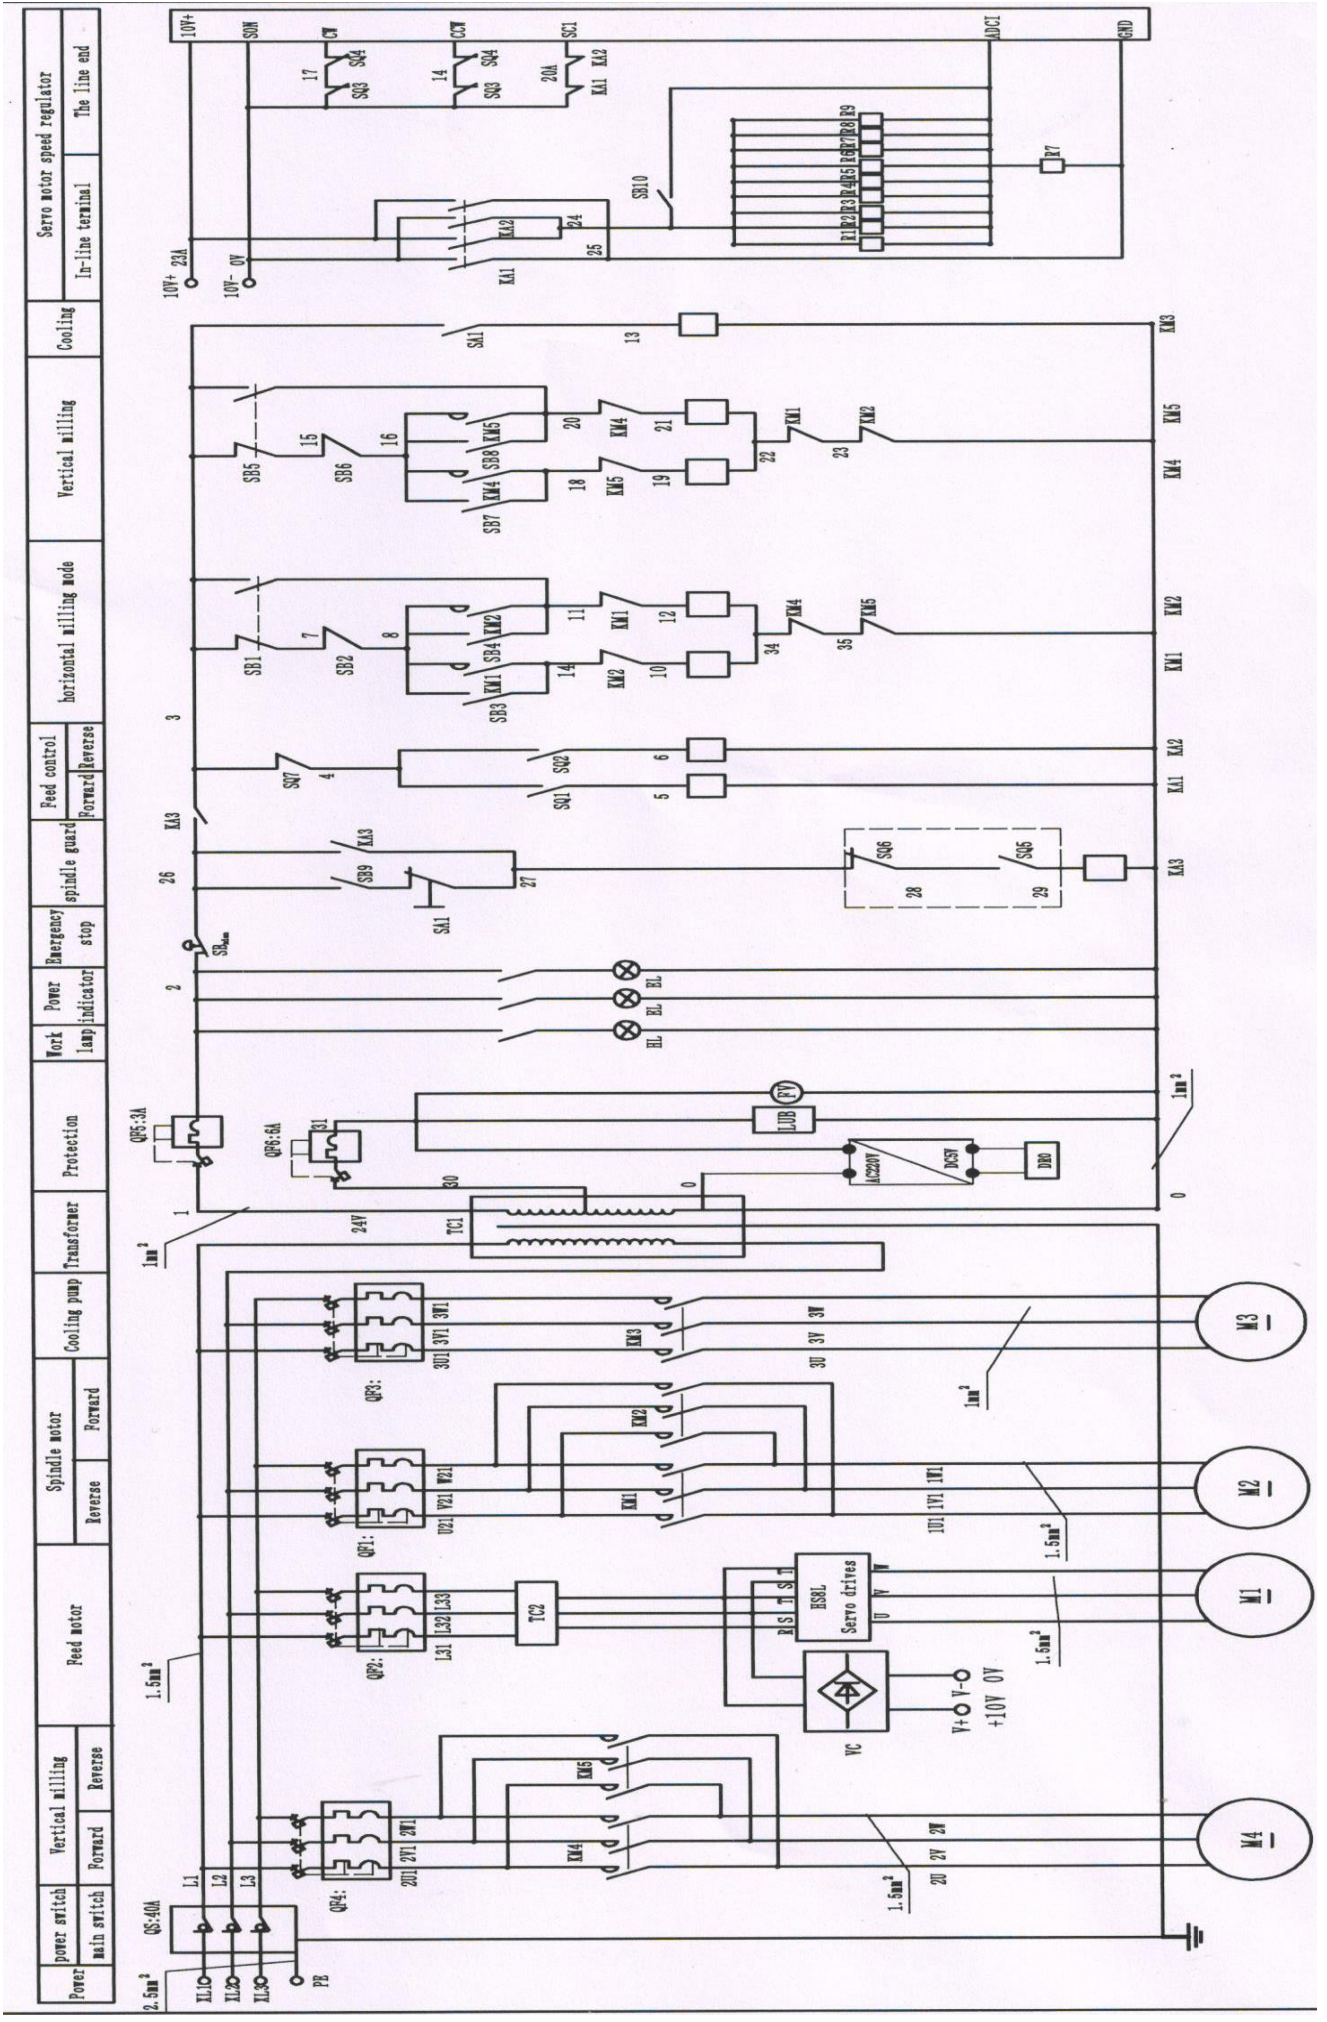 Power
power switch
main switch
Vertical milling
Forward
Reverse
Feed motor
Spindle motor
Reverse
Forward
Cooling pump
Transformer
Protection
Work
lamp
Power
indicator
Emergency
stop
spindle guard
Feed control
Forward
Reverse
horizontal milling mode
Vertical milling
Cooling
Servo motor speed regulator
In-line terminal
The line end
2.5mm²
XL1
XL2
XL3
PE
QS:40A
L1
L2
L3
QF4:
2U1 2V1 2W1
KM4
KM5
2U 2V 2W
1.5mm²
M4
1.5mm²
QF2:
L31 L32 L33
TC2
R S T S T
HS8L
Servo drives
U V W
VC
V+ V-
+10V 0V
1.5mm²
M1
QF1:
U21 V21 W21
KM1
KM2
1U1 1V1 1W1
1.5mm²
M2
QF3:
3U1 3V1 3W1
KM3
3U 3V 3W
1mm²
M3
1mm²
1
24V
TC1
30
0
QF5:3A
QF6:6A
31
AC220V
DC5V
DRO
LUB
FV
0
1mm²
2
HL
EL
EL
26
SB9
KA3
SA1
27
SQ6
28
SQ5
29
KA3
KA3
3
SQ7
4
SQ1
SQ2
5
6
KA1
KA2
SB1
7
SB2
8
SB3
KM1
SB4
KM2
14
11
KM2
KM1
10
12
34
KM4
35
KM5
KM1
KM2
SB5
15
SB6
16
SB7
KM4
SB8
KM5
18
20
KM5
KM4
19
21
22
KM1
23
KM2
KM4
KM5
SA1
13
KM3
10V+
23A
10V-
0V
10V+
SON
CW
CCW
SC1
ADCI
GND
17
SQ3
SQ4
14
SQ3
SQ4
20A
KA1
KA2
KA1
KA2
24
25
SB10
R1 R2 R3 R4 R5 R6 R7 R8 R9
R7